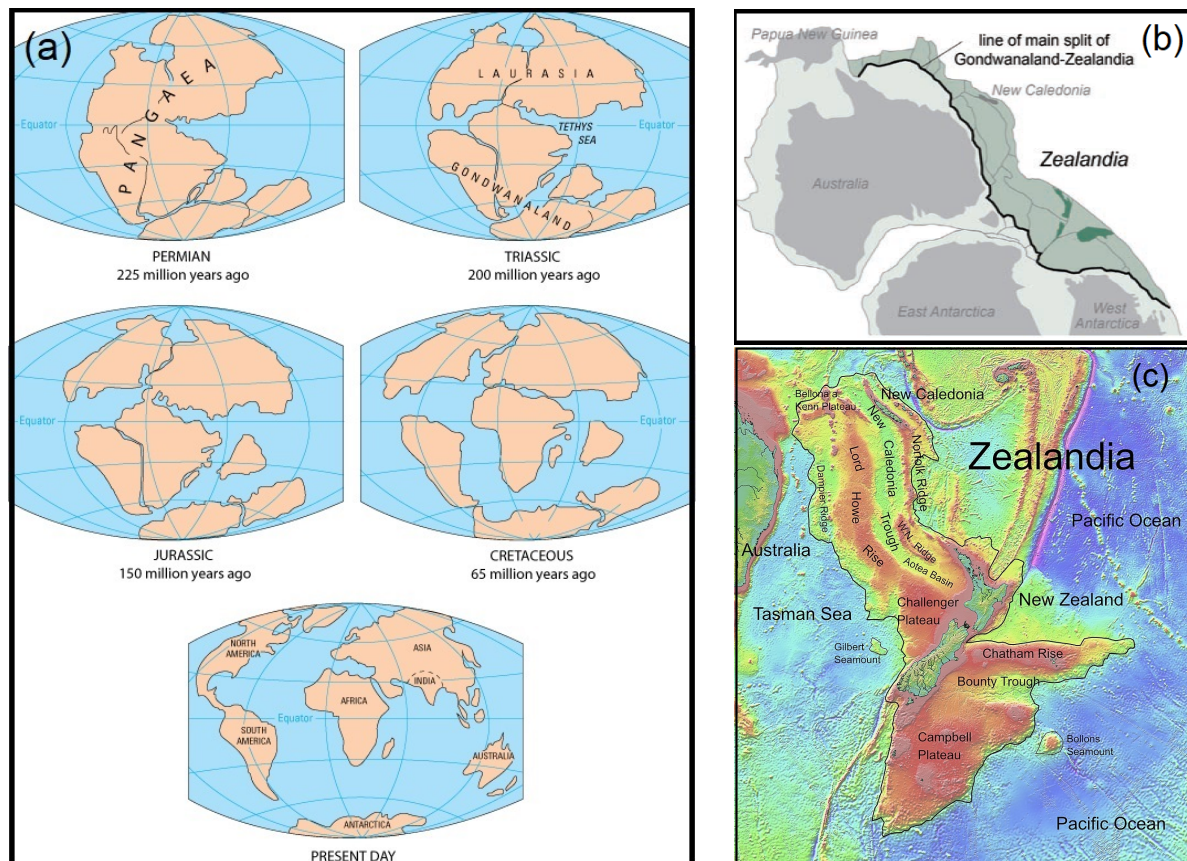 (a)
PANGAEA
Equator
PERMIAN
225 million years ago
LAURASIA
TETHYS
SEA
Equator
GONDWANALAND
TRIASSIC
200 million years ago
Equator
JURASSIC
150 million years ago
Equator
CRETACEOUS
65 million years ago
NORTH
AMERICA
ASIA
INDIA
AFRICA
Equator
SOUTH
AMERICA
AUSTRALIA
ANTARCTICA
PRESENT DAY
(b)
Papua New Guinea
line of main split of
Gondwanaland-Zealandia
New Caledonia
Zealandia
Australia
East Antarctica
West
Antarctica
(c)
Bellona a
Kenn Plateau
New Caledonia
New Caledonia Trough
Norfolk Ridge
Zealandia
Lord Howe Rise
Dampier Ridge
W.N. Ridge
Pacific Ocean
Australia
Aotea Basin
Tasman Sea
Challenger
Plateau
New Zealand
Gilbert
Seamount
Chatham Rise
Bounty Trough
Campbell
Plateau
Bollons
Seamount
Pacific Ocean